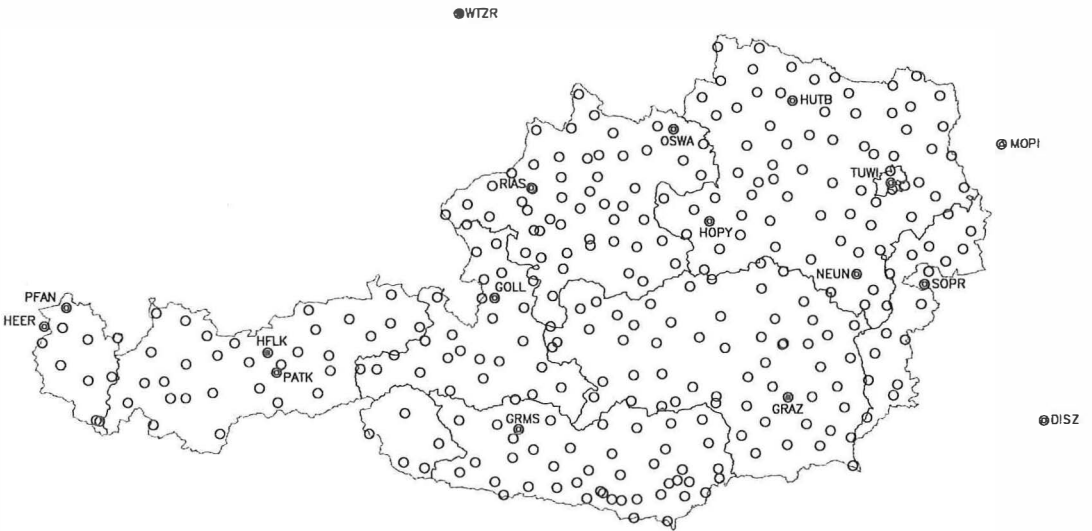 WTZR
HUTB
OSWA
MOPI
TUWI
RIAS
HOPY
NEUN
SOPR
GOLL
PFAN
HEER
HFLK
PATK
GRAZ
GRMS
DISZ